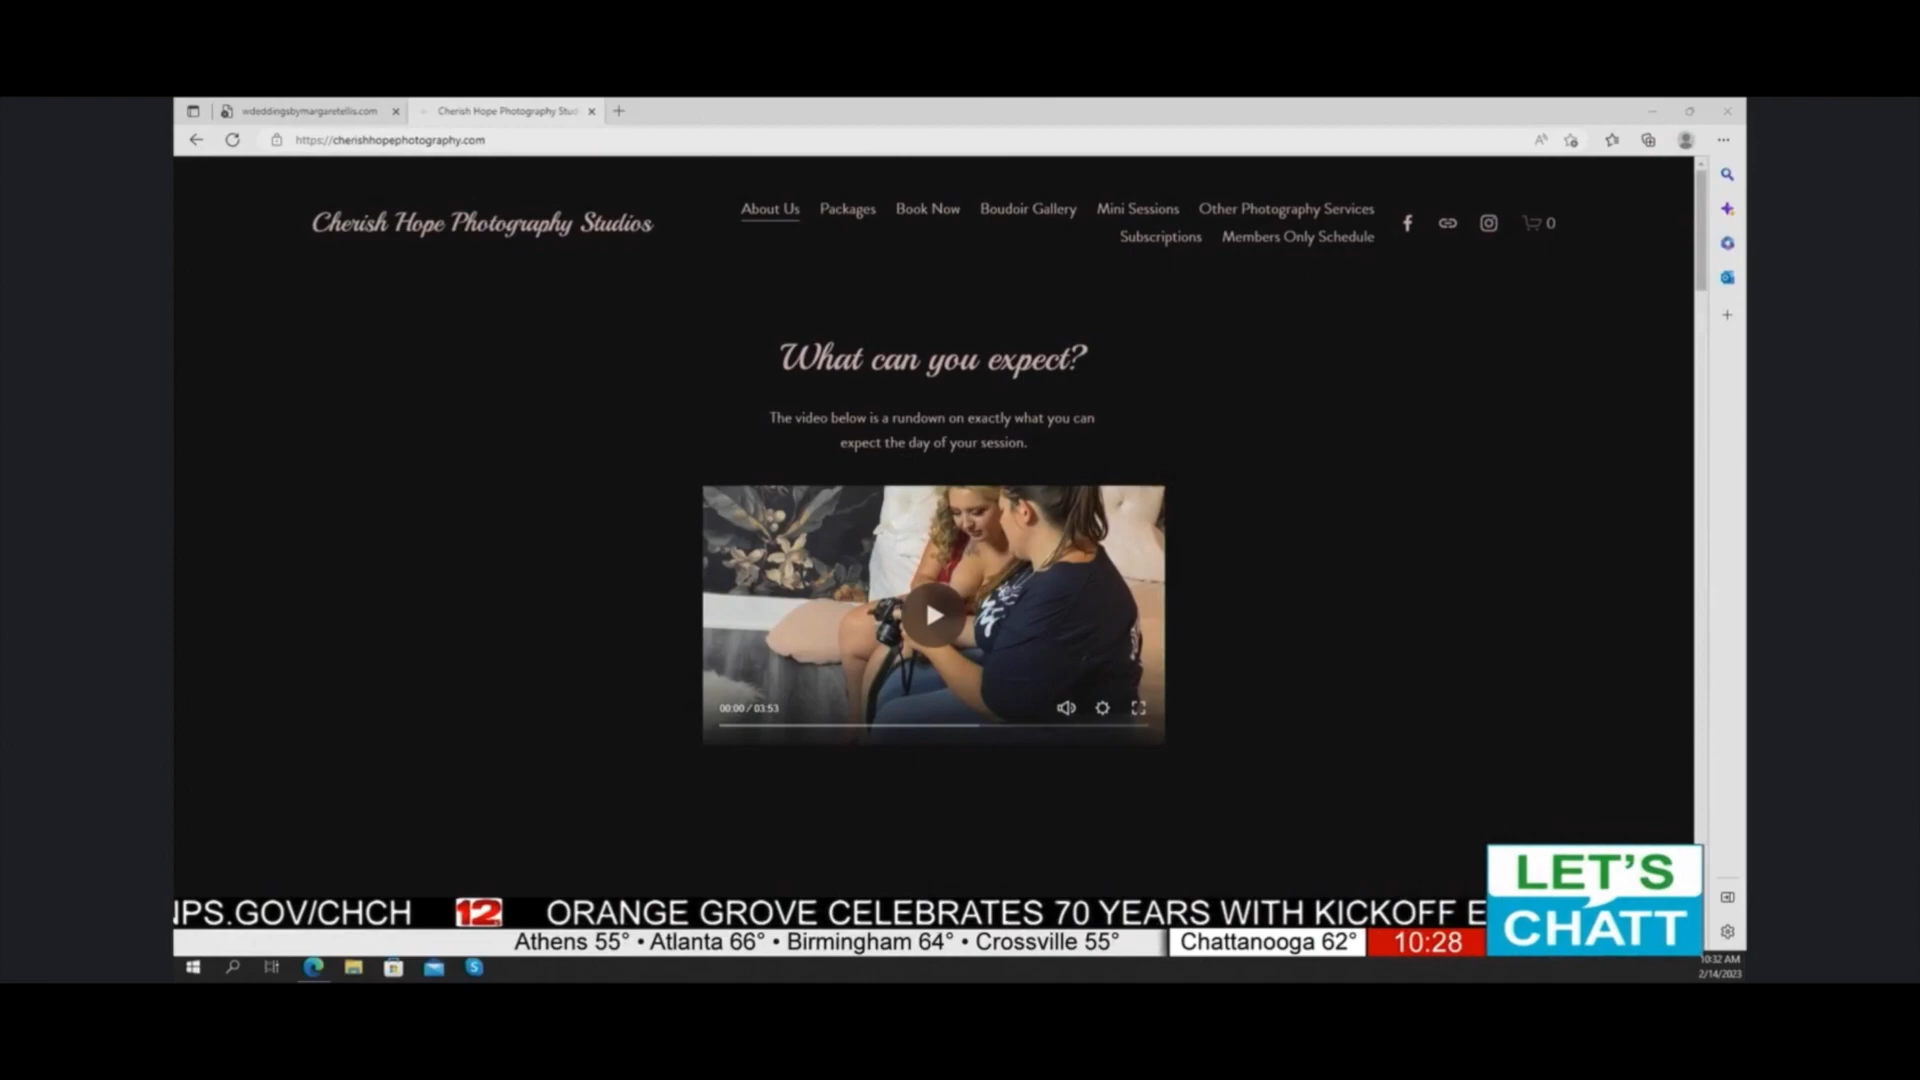 wdeddingsbymargaretellis.com
Cherish Hope Photography Stud
https://cherishhopephotography.com
Cherish Hope Photography Studios
About Us Packages Book Now Boudoir Gallery Mini Sessions Other Photography Services
Subscriptions Members Only Schedule
0
What can you expect?
The video below is a rundown on exactly what you can
expect the day of your session.
00:00 / 03:53
NPS.GOV/CHCH 12 ORANGE GROVE CELEBRATES 70 YEARS WITH KICKOFF E
Athens 55° • Atlanta 66° • Birmingham 64° • Crossville 55° Chattanooga 62° 10:28
LET'S
CHATT
10:32 AM
2/14/2023